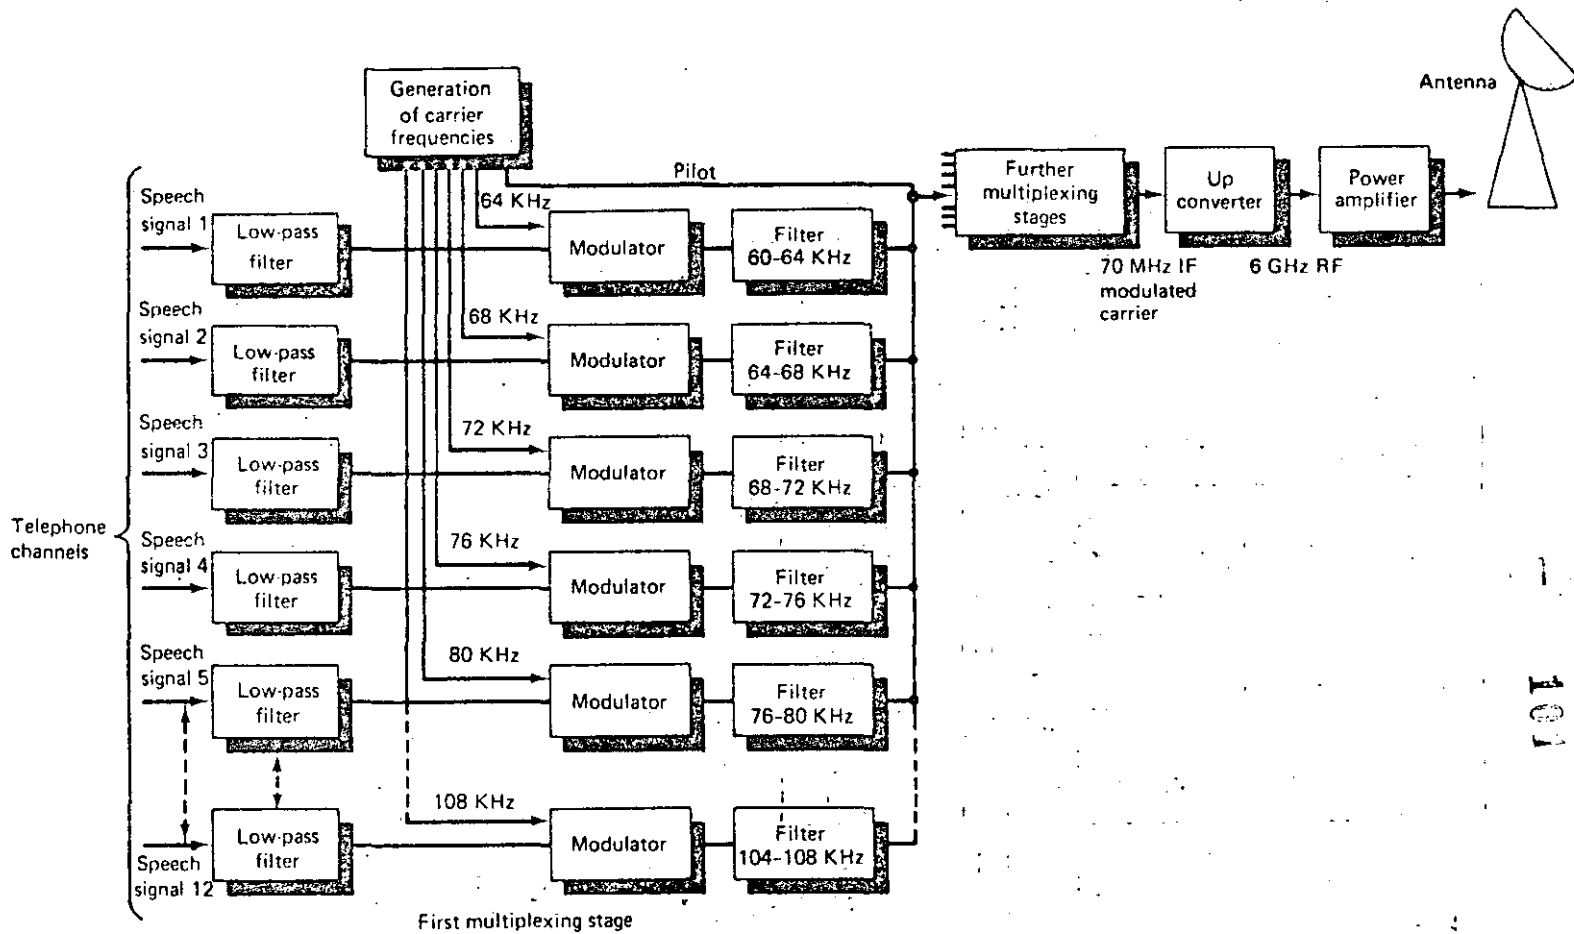 Generation
of carrier
frequencies
Antenna
Pilot
Further
multiplexing
stages
Up
converter
Power
amplifier
70 MHz IF
modulated
carrier
6 GHz RF
Telephone
channels
Speech
signal 1
Low-pass
filter
64 KHz
Modulator
Filter
60-64 KHz
Speech
signal 2
Low-pass
filter
68 KHz
Modulator
Filter
64-68 KHz
Speech
signal 3
Low-pass
filter
72 KHz
Modulator
Filter
68-72 KHz
Speech
signal 4
Low-pass
filter
76 KHz
Modulator
Filter
72-76 KHz
Speech
signal 5
Low-pass
filter
80 KHz
Modulator
Filter
76-80 KHz
Speech
signal 12
Low-pass
filter
108 KHz
Modulator
Filter
104-108 KHz
First multiplexing stage